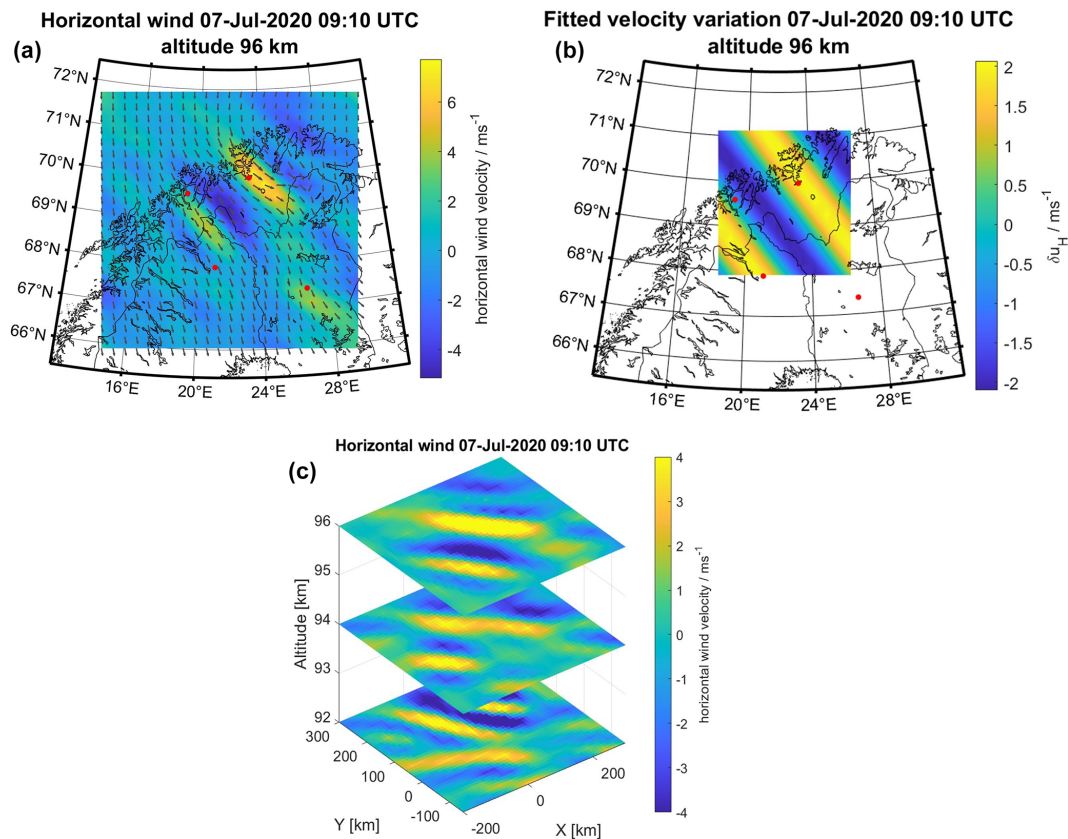 Horizontal wind 07-Jul-2020 09:10 UTC
altitude 96 km
(a)
72°N
71°N
70°N
69°N
68°N
67°N
66°N
16°E
20°E
24°E
28°E
6
4
2
0
-2
-4
horizontal wind velocity / ms⁻¹
Fitted velocity variation 07-Jul-2020 09:10 UTC
altitude 96 km
(b)
72°N
71°N
70°N
69°N
68°N
67°N
66°N
16°E
20°E
24°E
28°E
2
1.5
1
0.5
0
-0.5
-1
-1.5
-2
δu_H / ms⁻¹
Horizontal wind 07-Jul-2020 09:10 UTC
(c)
96
95
94
93
92
Altitude [km]
300
200
100
0
-100
Y [km]
-200
0
200
X [km]
4
3
2
1
0
-1
-2
-3
-4
horizontal wind velocity / ms⁻¹